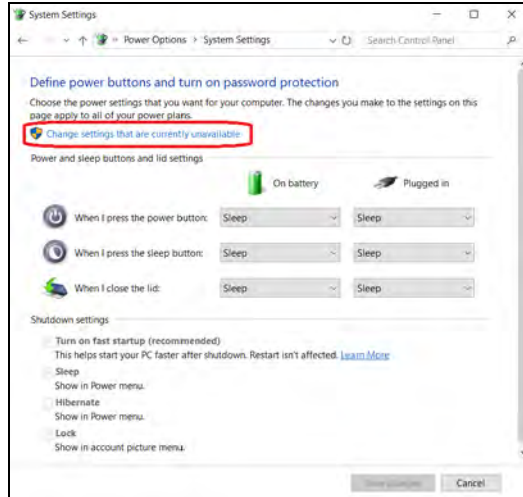 System Settings
Power Options > System Settings
Search Control Panel
Define power buttons and turn on password protection
Choose the power settings that you want for your computer. The changes you make to the settings on this
page apply to all of your power plans.
Change settings that are currently unavailable
Power and sleep buttons and lid settings
On battery Plugged in
When I press the power button: Sleep Sleep
When I press the sleep button: Sleep Sleep
When I close the lid: Sleep Sleep
Shutdown settings
Turn on fast startup (recommended)
This helps start your PC faster after shutdown. Restart isn't affected. Learn More
Sleep
Show in Power menu.
Hibernate
Show in Power menu.
Lock
Show in account picture menu.
Cancel